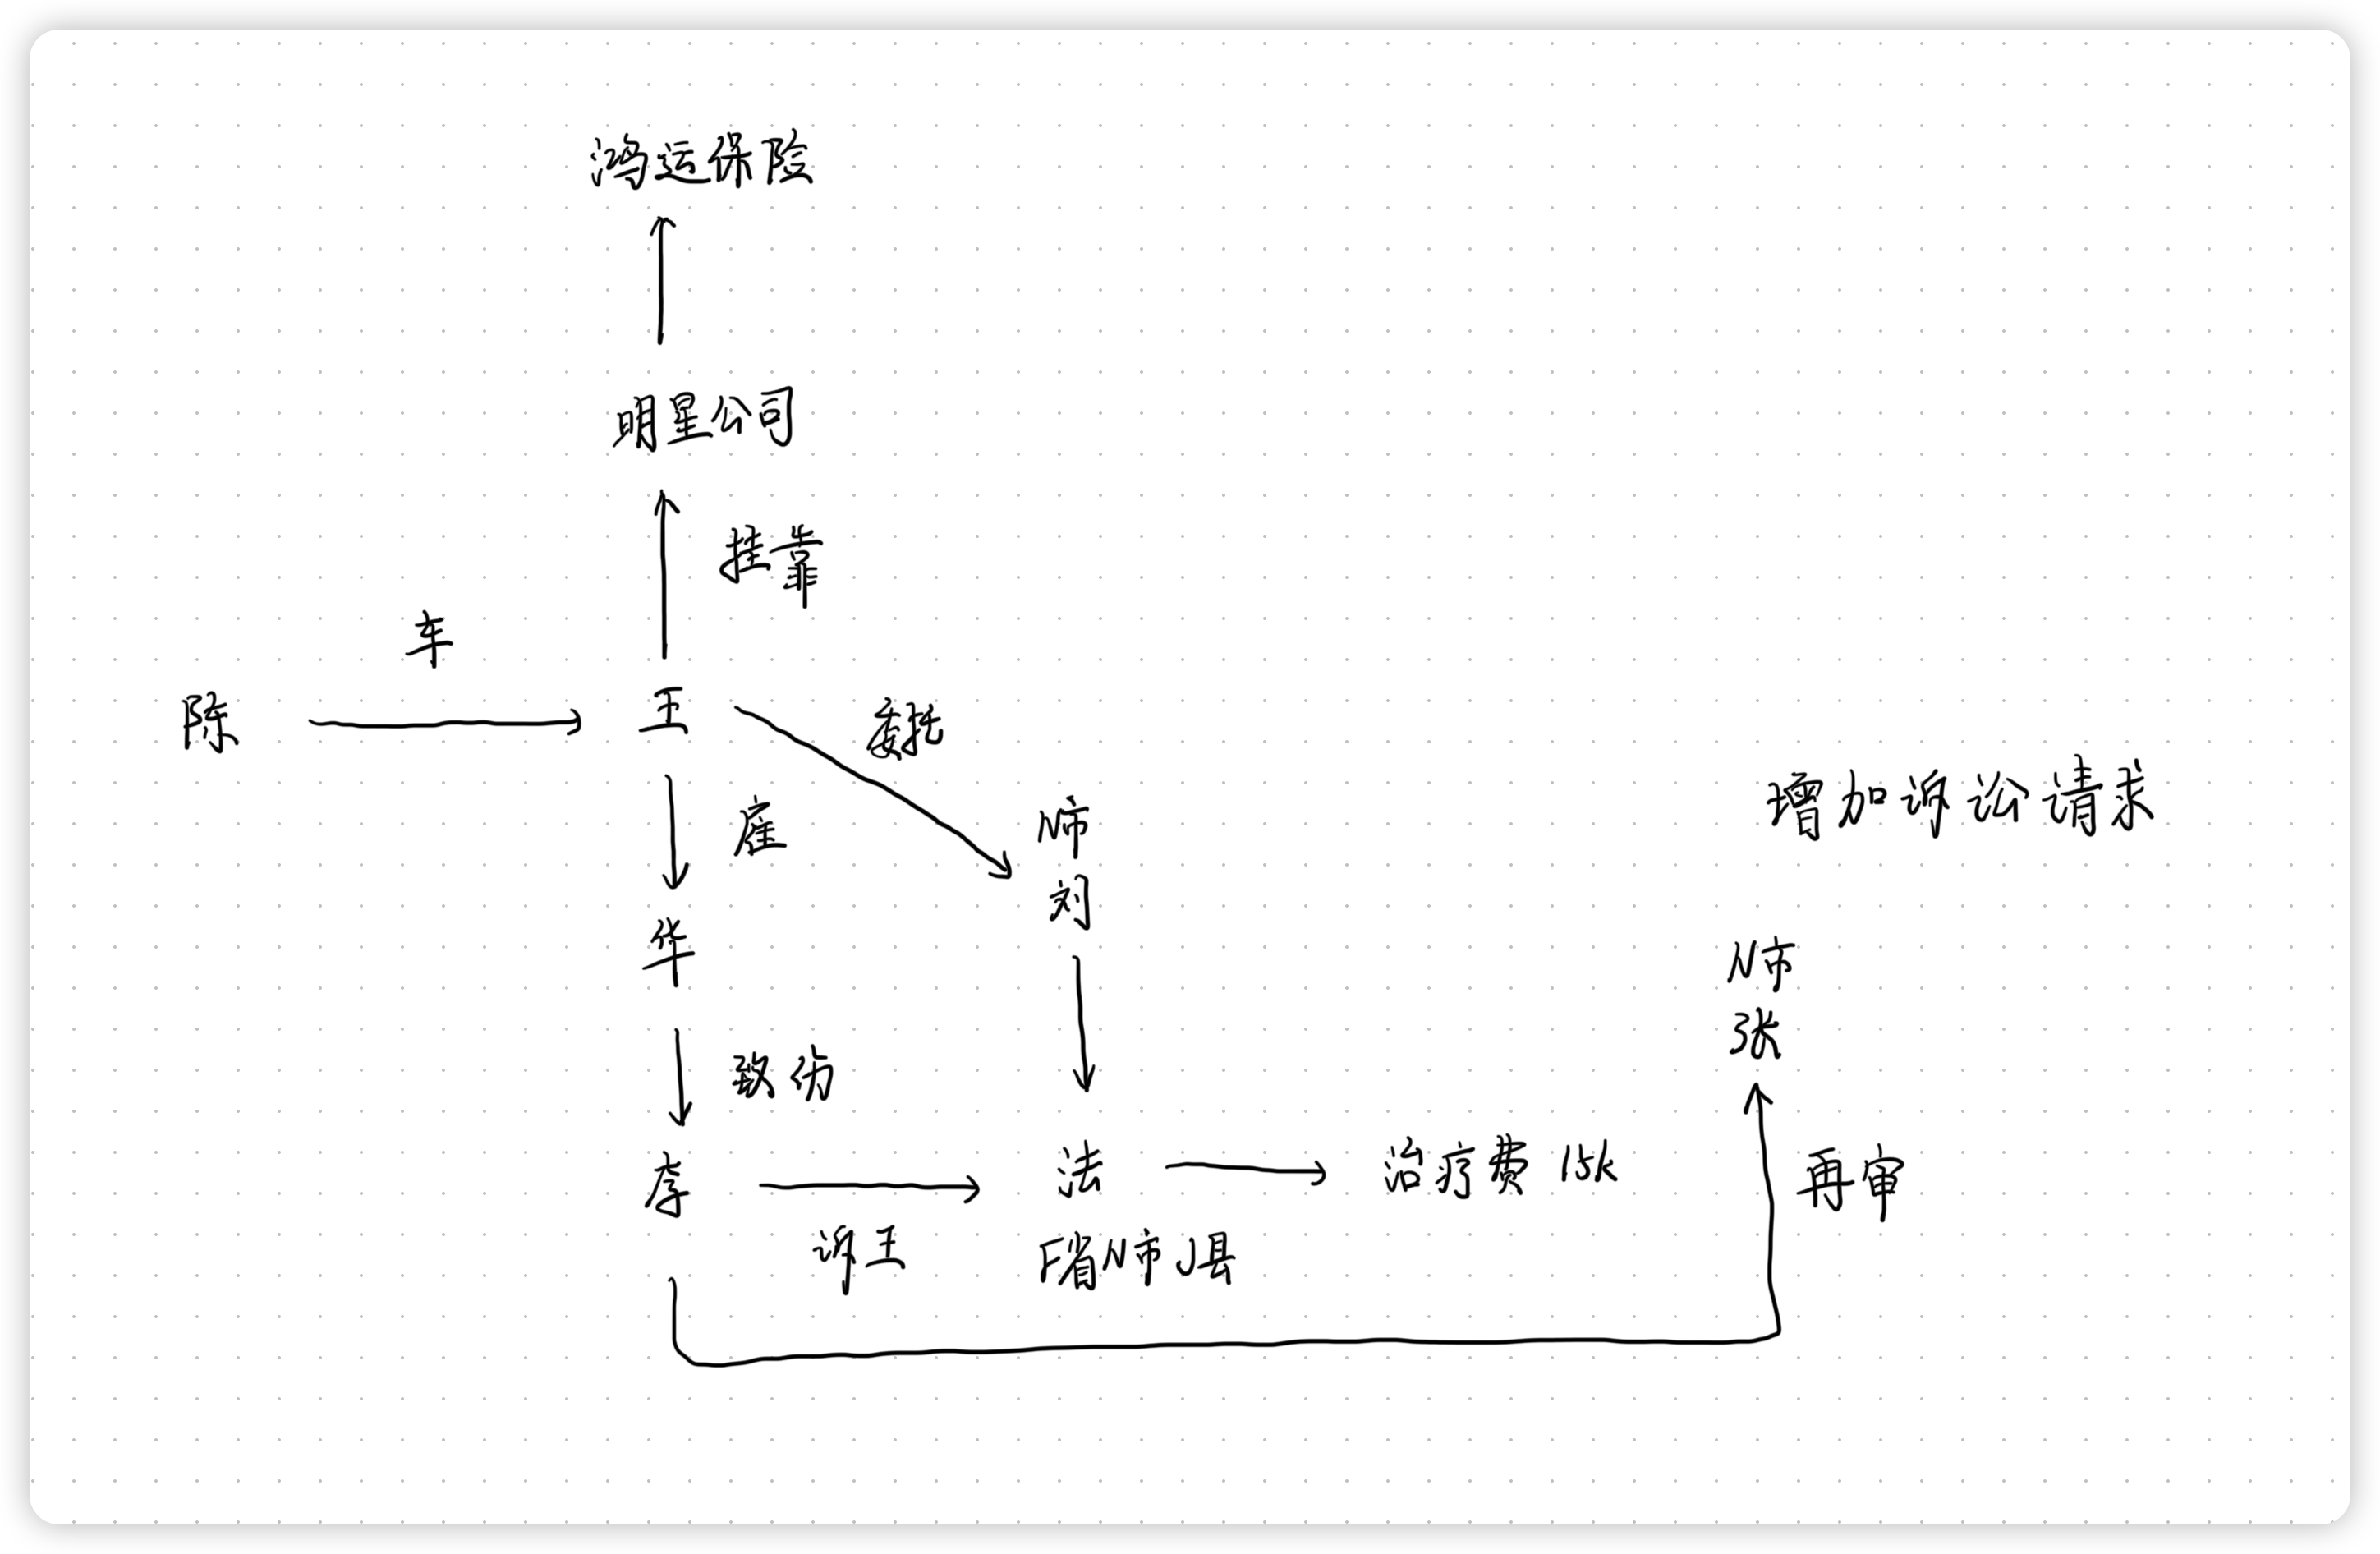 鸿运保险
明星公司
挂靠
车
陈
王
委托
雇
师
刘
增加诉讼请求
华
N市
张
致伤
李
诉王
法
F省N市J县
治疗费 15k
再审